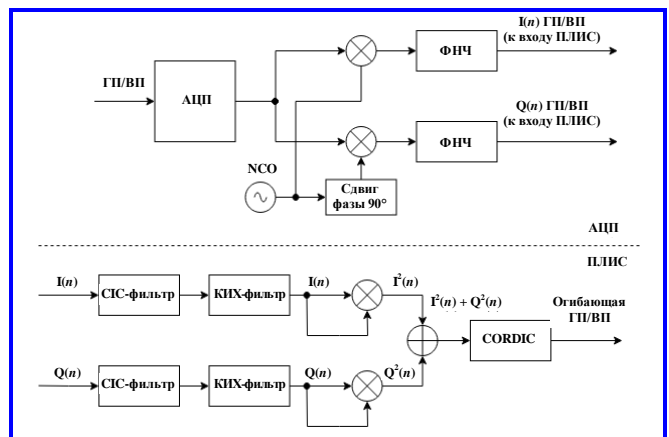 I(n) ГП/ВП
(к входу ПЛИС)
ГП/ВП
АЦП
ФНЧ
Q(n) ГП/ВП
(к входу ПЛИС)
ФНЧ
NCO
Сдвиг
фазы 90°
АЦП
ПЛИС
I(n)
CIC-фильтр
КИХ-фильтр
I(n)
I²(n)
I²(n) + Q²(n)
Огибающая
ГП/ВП
CORDIC
Q(n)
CIC-фильтр
КИХ-фильтр
Q(n)
Q²(n)